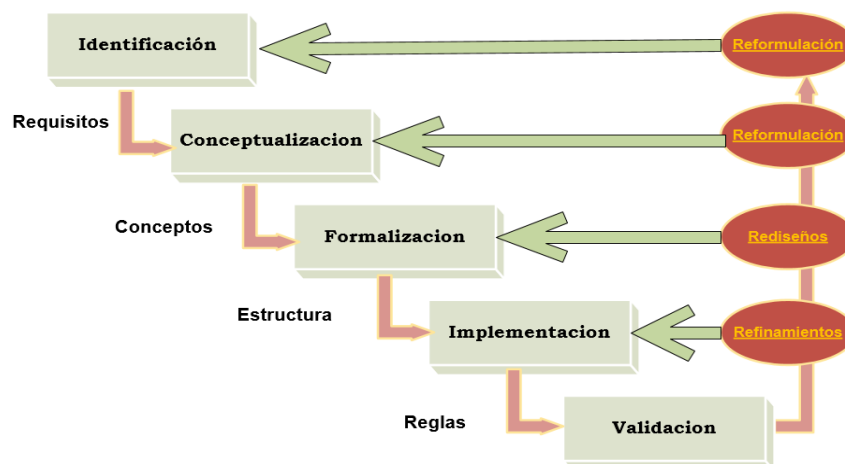 Identificación
Reformulación
Requisitos
Conceptualizacion
Reformulación
Conceptos
Formalizacion
Rediseños
Estructura
Implementacion
Refinamientos
Reglas
Validacion